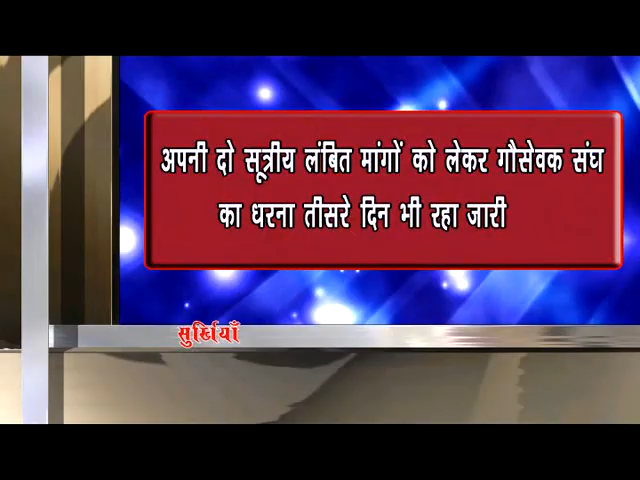 अपनी दो सूत्रीय लंबित मांगों को लेकर गौसेवक संघ
का धरना तीसरे दिन भी रहा जारी
सुर्खियाँ